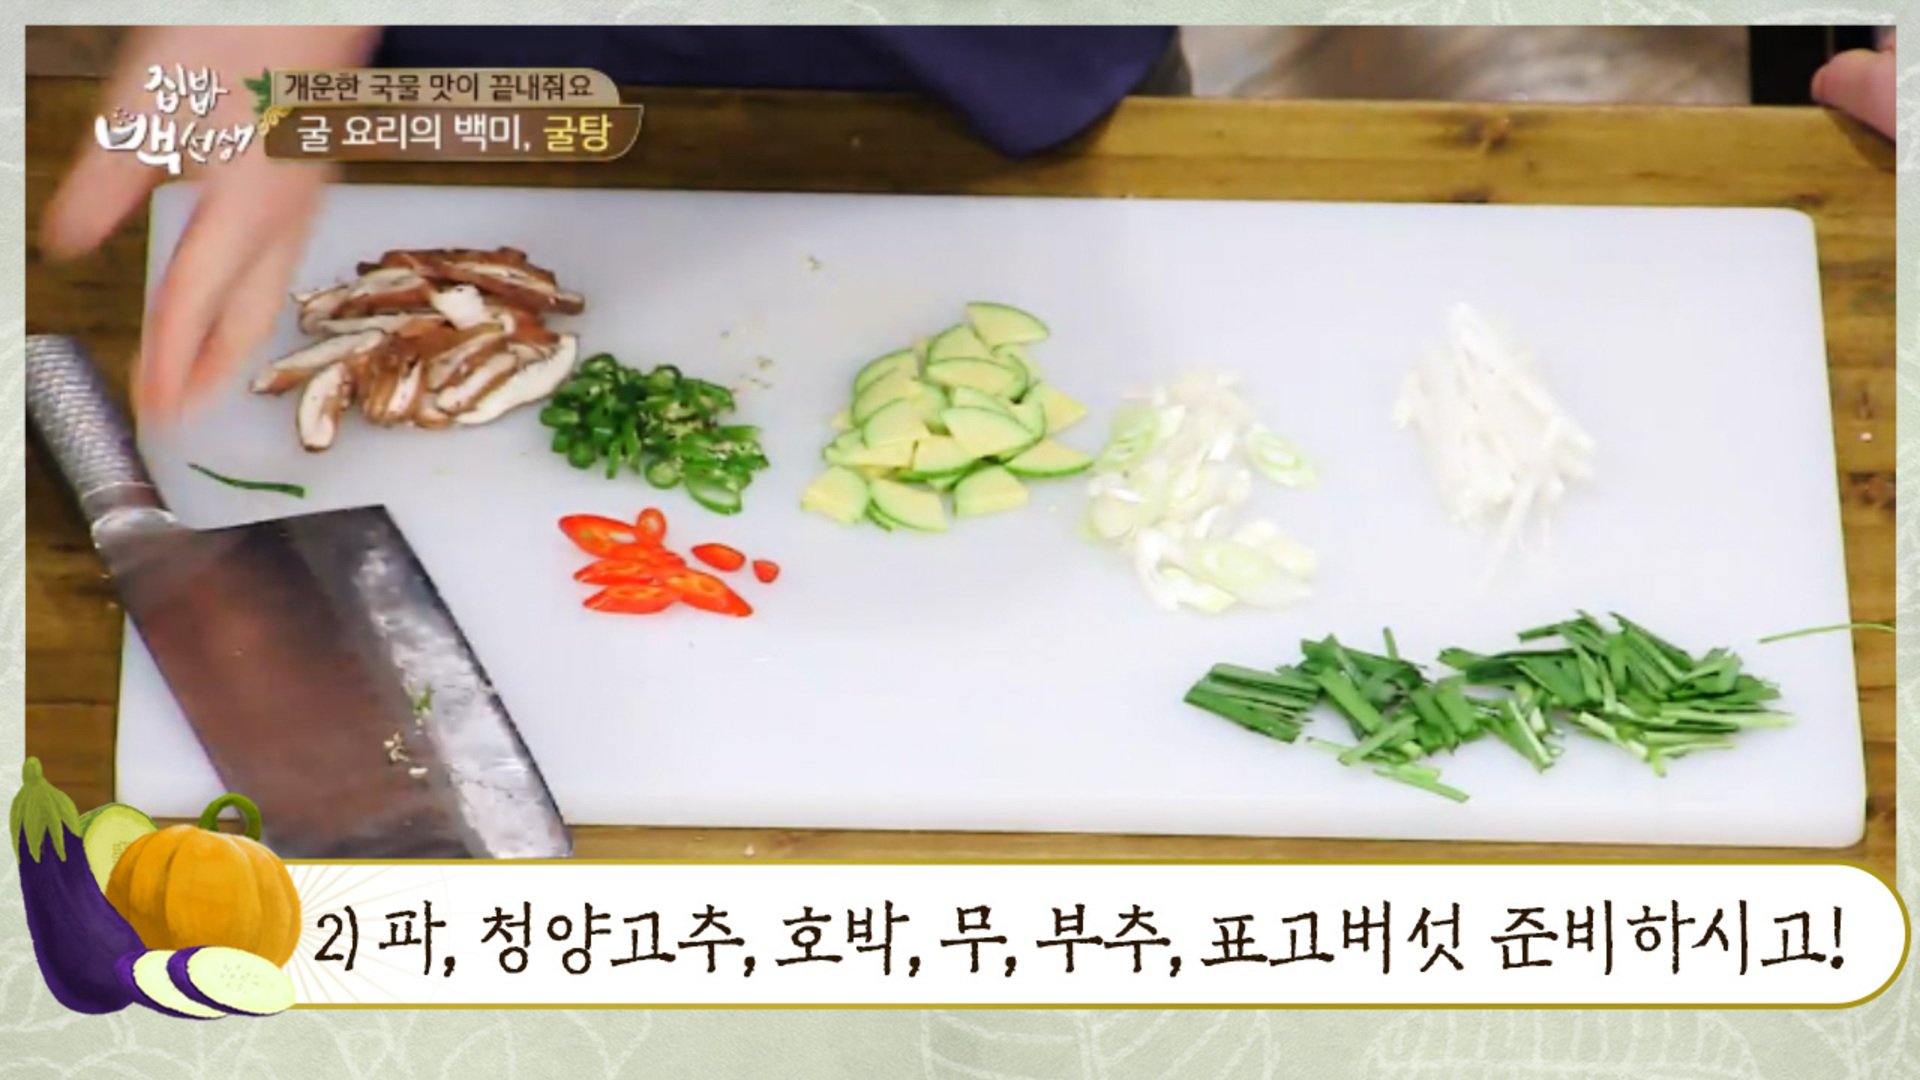 집밥
백선생
개운한 국물 맛이 끝내줘요
굴 요리의 백미, 굴탕
2) 파, 청양고추, 호박, 무, 부추, 표고버섯 준비하시고!